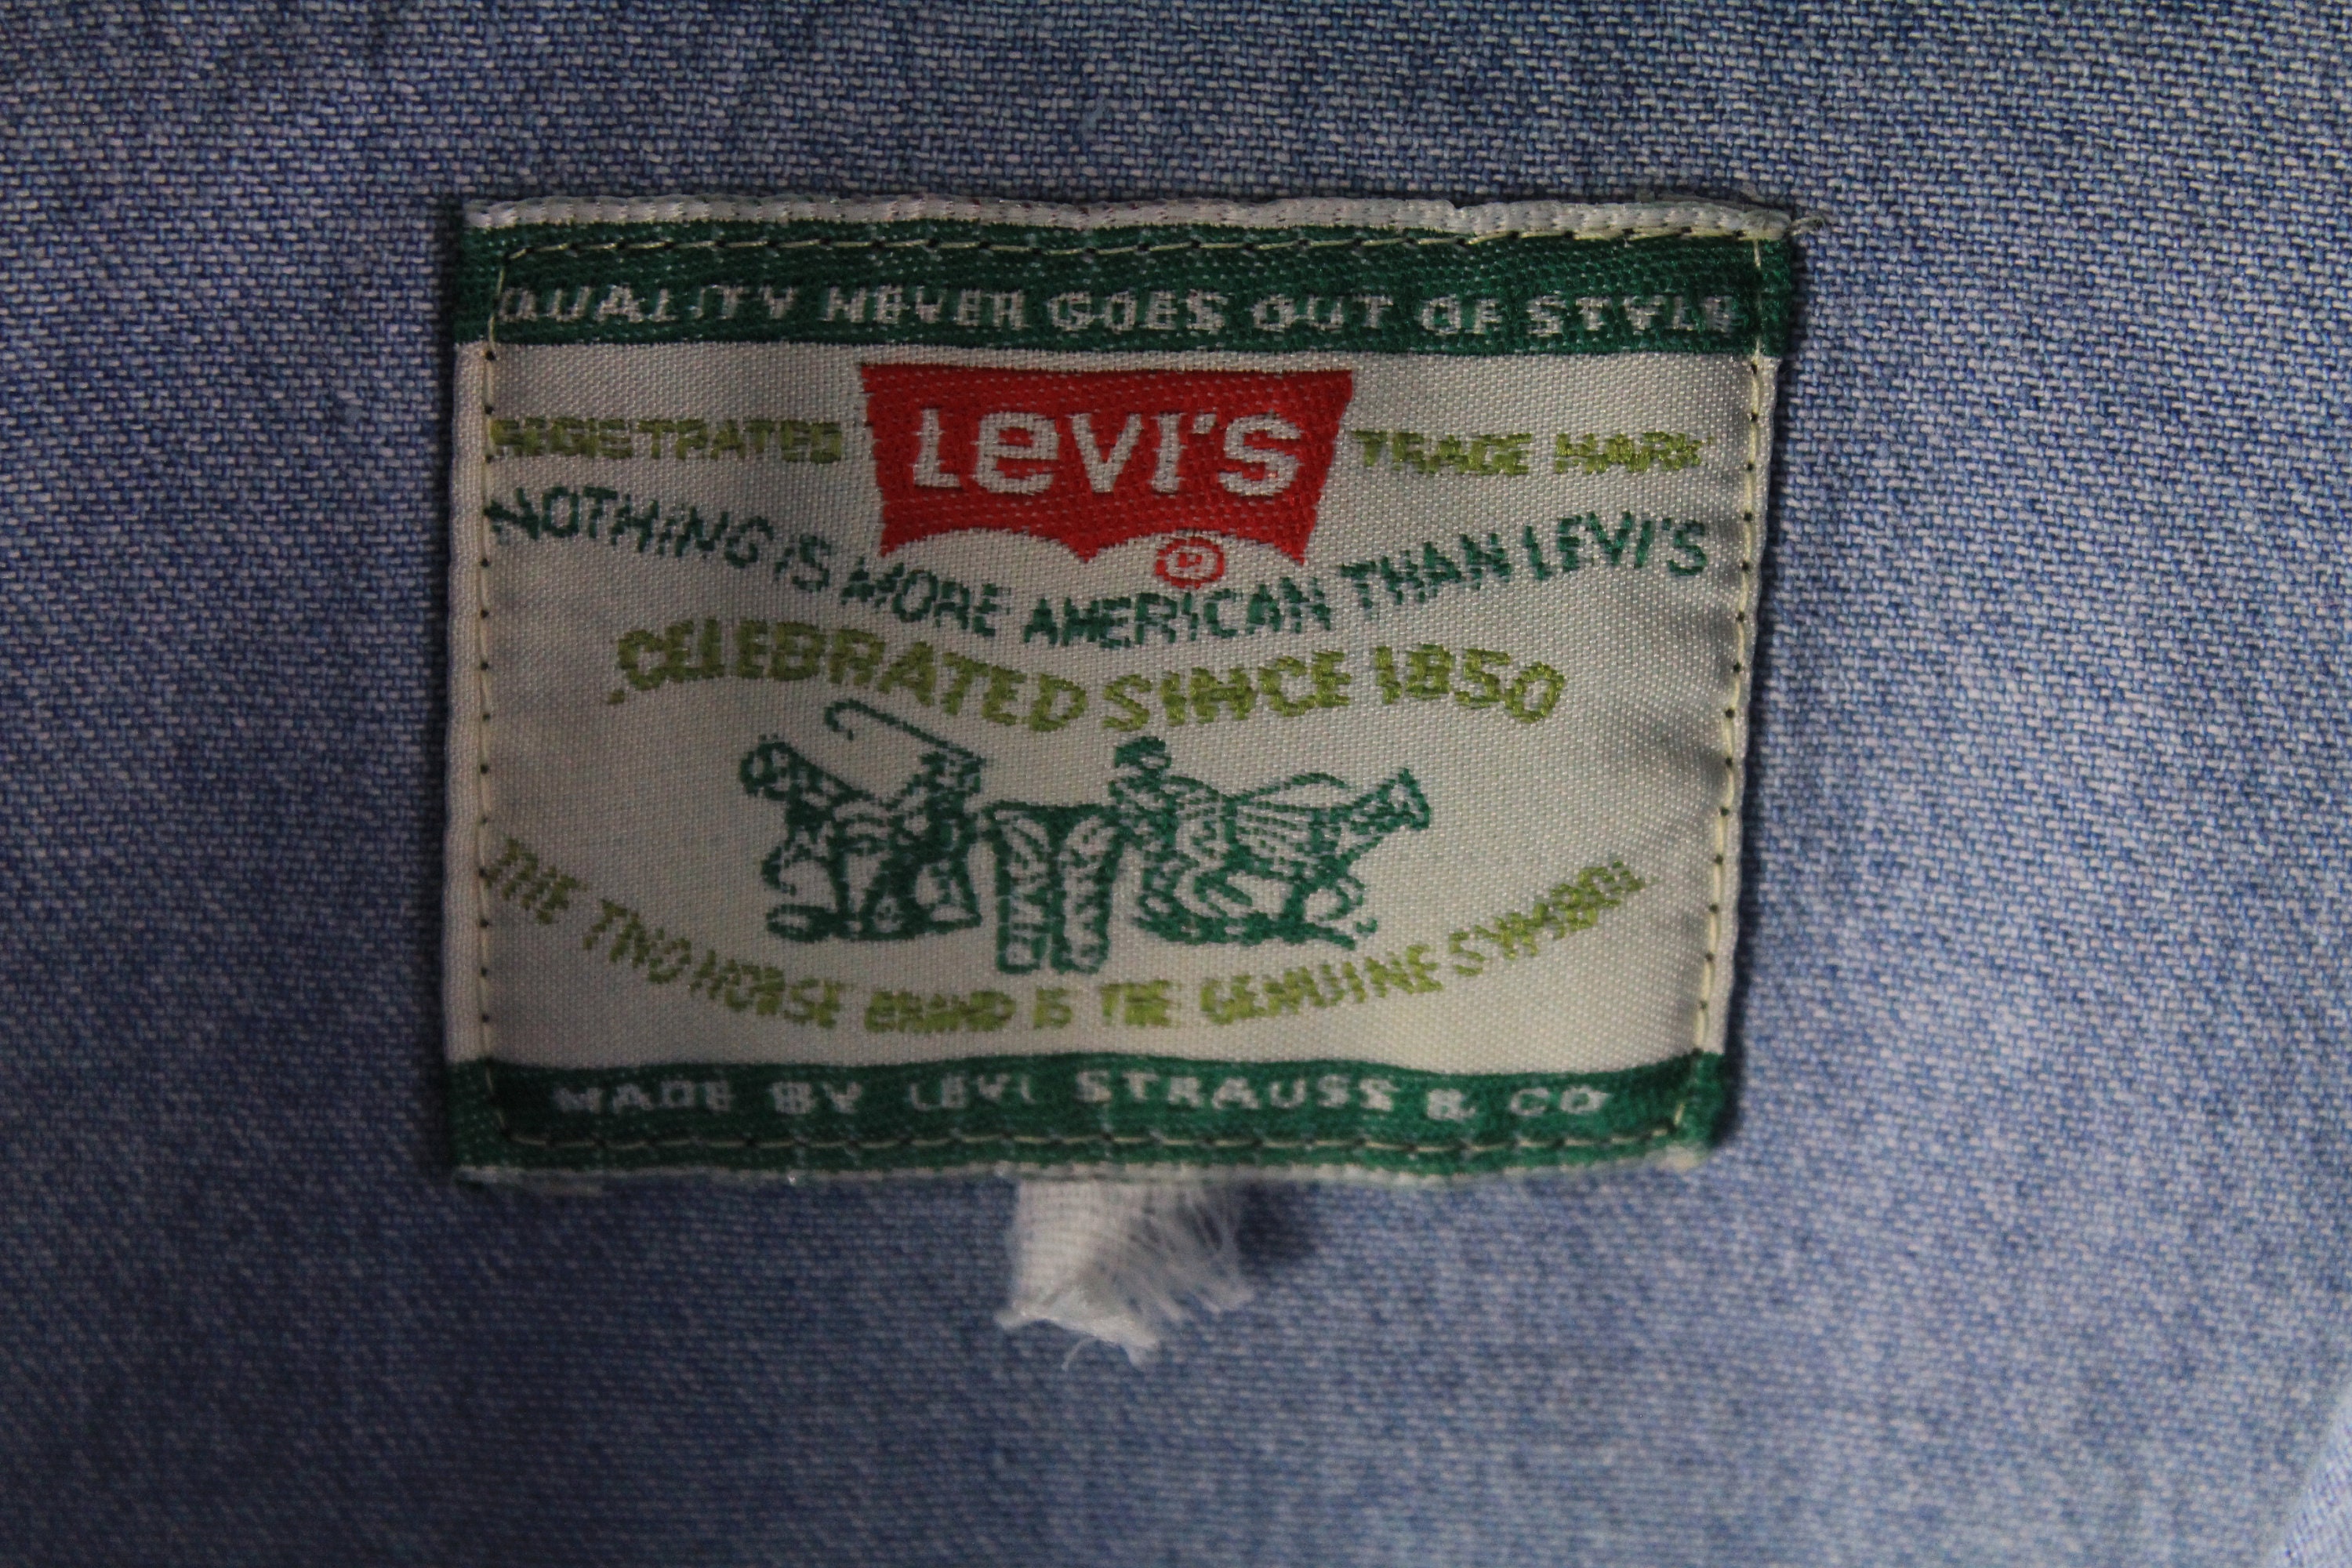 QUALITY NEVER GOES OUT OF STYLE
REGISTRATED LEVI'S TRADE MARK
®
NOTHING IS MORE AMERICAN THAN LEVI'S
CELEBRATED SINCE 1850
THE TWO HORSE BRAND IS THE GENUINE SYMBOL
MADE BY LEVI STRAUSS & CO